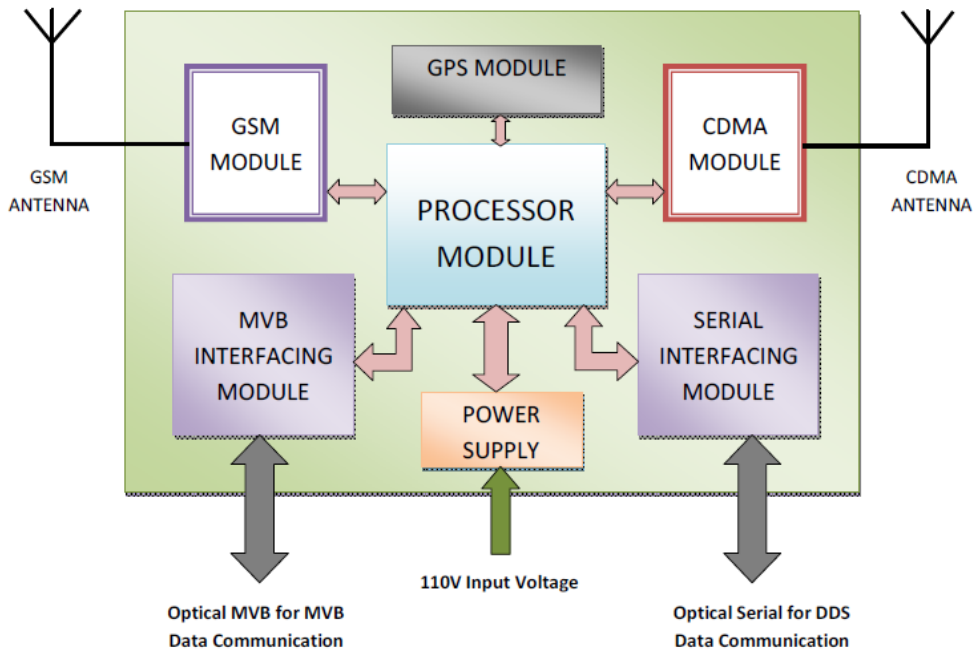 GPS MODULE
GSM
MODULE
CDMA
MODULE
GSM
ANTENNA
CDMA
ANTENNA
PROCESSOR
MODULE
MVB
INTERFACING
MODULE
SERIAL
INTERFACING
MODULE
POWER
SUPPLY
110V Input Voltage
Optical MVB for MVB
Data Communication
Optical Serial for DDS
Data Communication